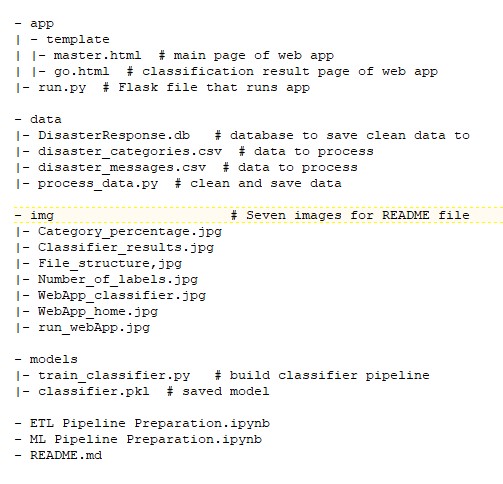 - app
| - template
| |- master.html  # main page of web app
| |- go.html  # classification result page of web app
|- run.py  # Flask file that runs app

- data
|- DisasterResponse.db   # database to save clean data to
|- disaster_categories.csv  # data to process
|- disaster_messages.csv  # data to process
|- process_data.py  # clean and save data

- img                       # Seven images for README file
|- Category_percentage.jpg
|- Classifier_results.jpg
|- File_structure,jpg
|- Number_of_labels.jpg
|- WebApp_classifier.jpg
|- WebApp_home.jpg
|- run_webApp.jpg

- models
|- train_classifier.py   # build classifier pipeline
|- classifier.pkl  # saved model

- ETL Pipeline Preparation.ipynb
- ML Pipeline Preparation.ipynb
- README.md